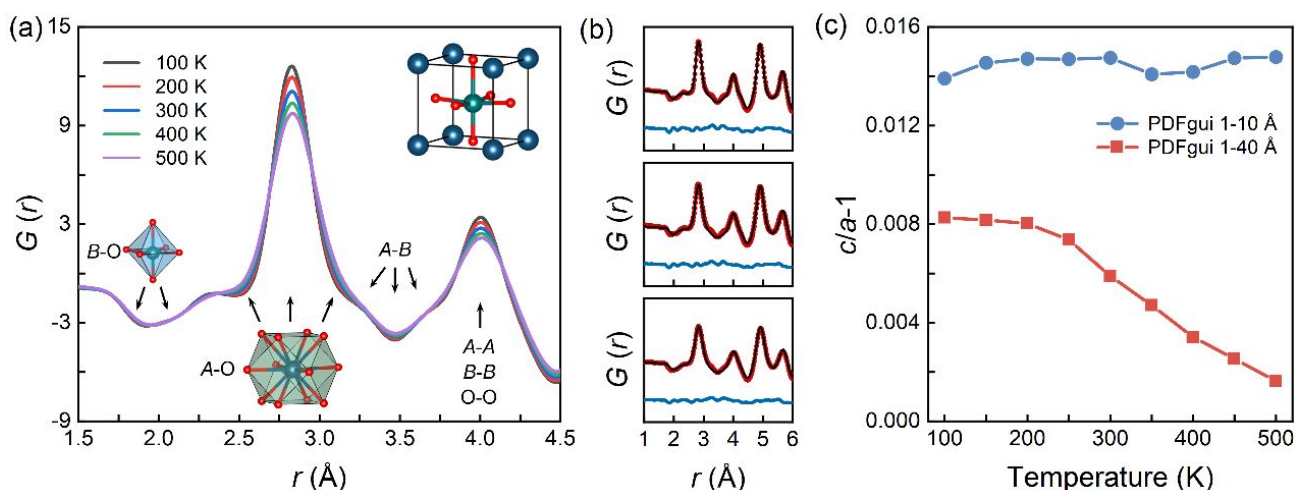 (a)
15
9
3
-3
-9
G (r)
100 K
200 K
300 K
400 K
500 K
B-O
A-O
A-B
A-A
B-B
O-O
1.5 2.0 2.5 3.0 3.5 4.0 4.5
r (Å)
(b)
G (r)
G (r)
G (r)
1 2 3 4 5 6
r (Å)
(c)
0.016
0.012
0.008
0.004
0.000
c/a-1
PDFgui 1-10 Å
PDFgui 1-40 Å
100 200 300 400 500
Temperature (K)